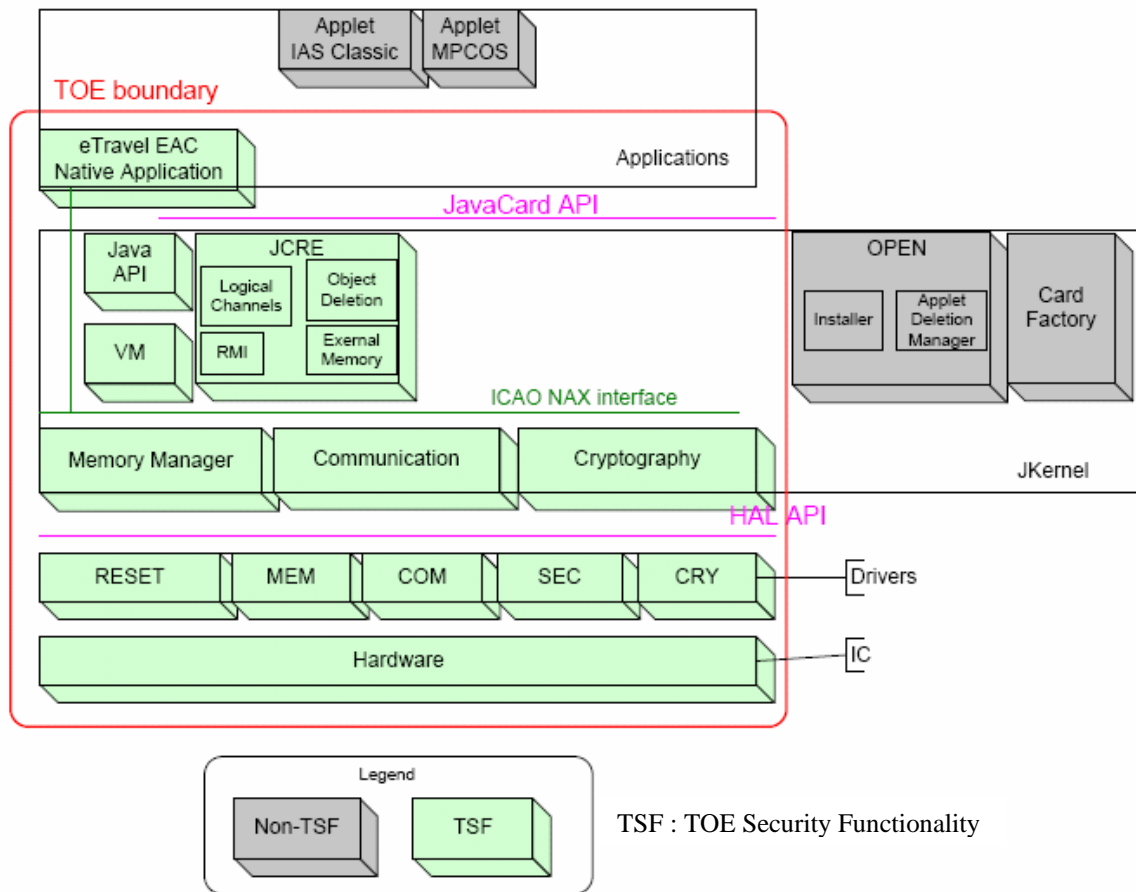 Applet
IAS Classic
Applet
MPCOS
TOE boundary
eTravel EAC
Native Application
Applications
JavaCard API
Java
API
JCRE
Logical
Channels
Object
Deletion
RMI
Exernal
Memory
VM
OPEN
Installer
Applet
Deletion
Manager
Card
Factory
ICAO NAX interface
Memory Manager
Communication
Cryptography
JKernel
HAL API
RESET
MEM
COM
SEC
CRY
Drivers
Hardware
IC
Legend
Non-TSF
TSF
TSF : TOE Security Functionality